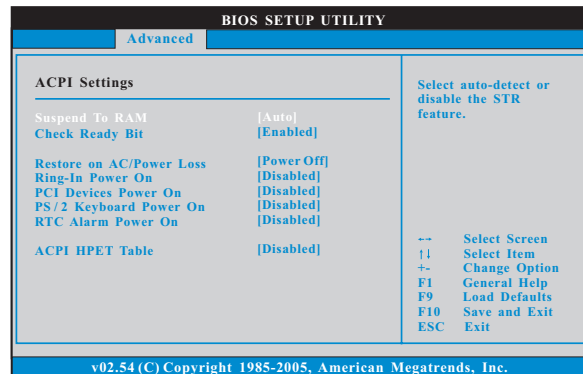 BIOS SETUP UTILITY
Advanced
ACPI Settings
Suspend To RAM [Auto]
Check Ready Bit [Enabled]
Restore on AC/Power Loss [Power Off]
Ring-In Power On [Disabled]
PCI Devices Power On [Disabled]
PS/2 Keyboard Power On [Disabled]
RTC Alarm Power On [Disabled]
ACPI HPET Table [Disabled]
Select auto-detect or
disable the STR
feature.
←→ Select Screen
↑↓ Select Item
+- Change Option
F1 General Help
F9 Load Defaults
F10 Save and Exit
ESC Exit
v02.54 (C) Copyright 1985-2005, American Megatrends, Inc.